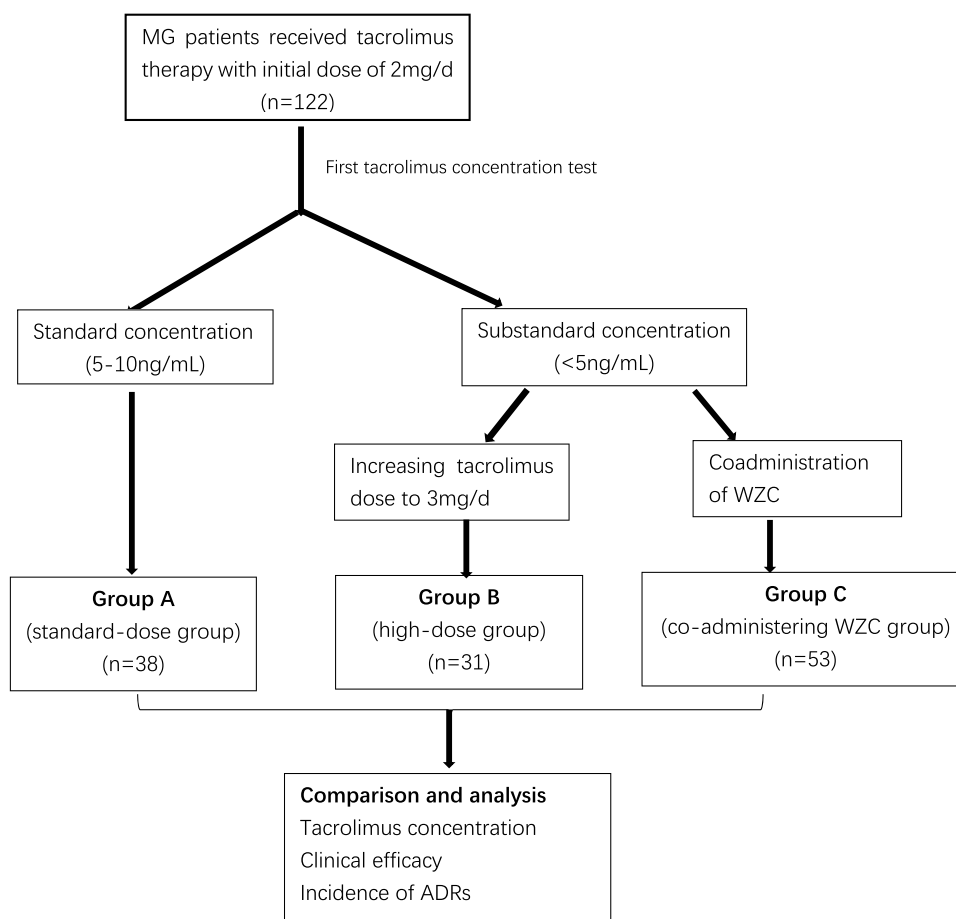 MG patients received tacrolimus
therapy with initial dose of 2mg/d
(n=122)
First tacrolimus concentration test
Standard concentration
(5-10ng/mL)
Substandard concentration
(<5ng/mL)
Increasing tacrolimus
dose to 3mg/d
Coadministration
of WZC
Group A
(standard-dose group)
(n=38)
Group B
(high-dose group)
(n=31)
Group C
(co-administering WZC group)
(n=53)
Comparison and analysis
Tacrolimus concentration
Clinical efficacy
Incidence of ADRs